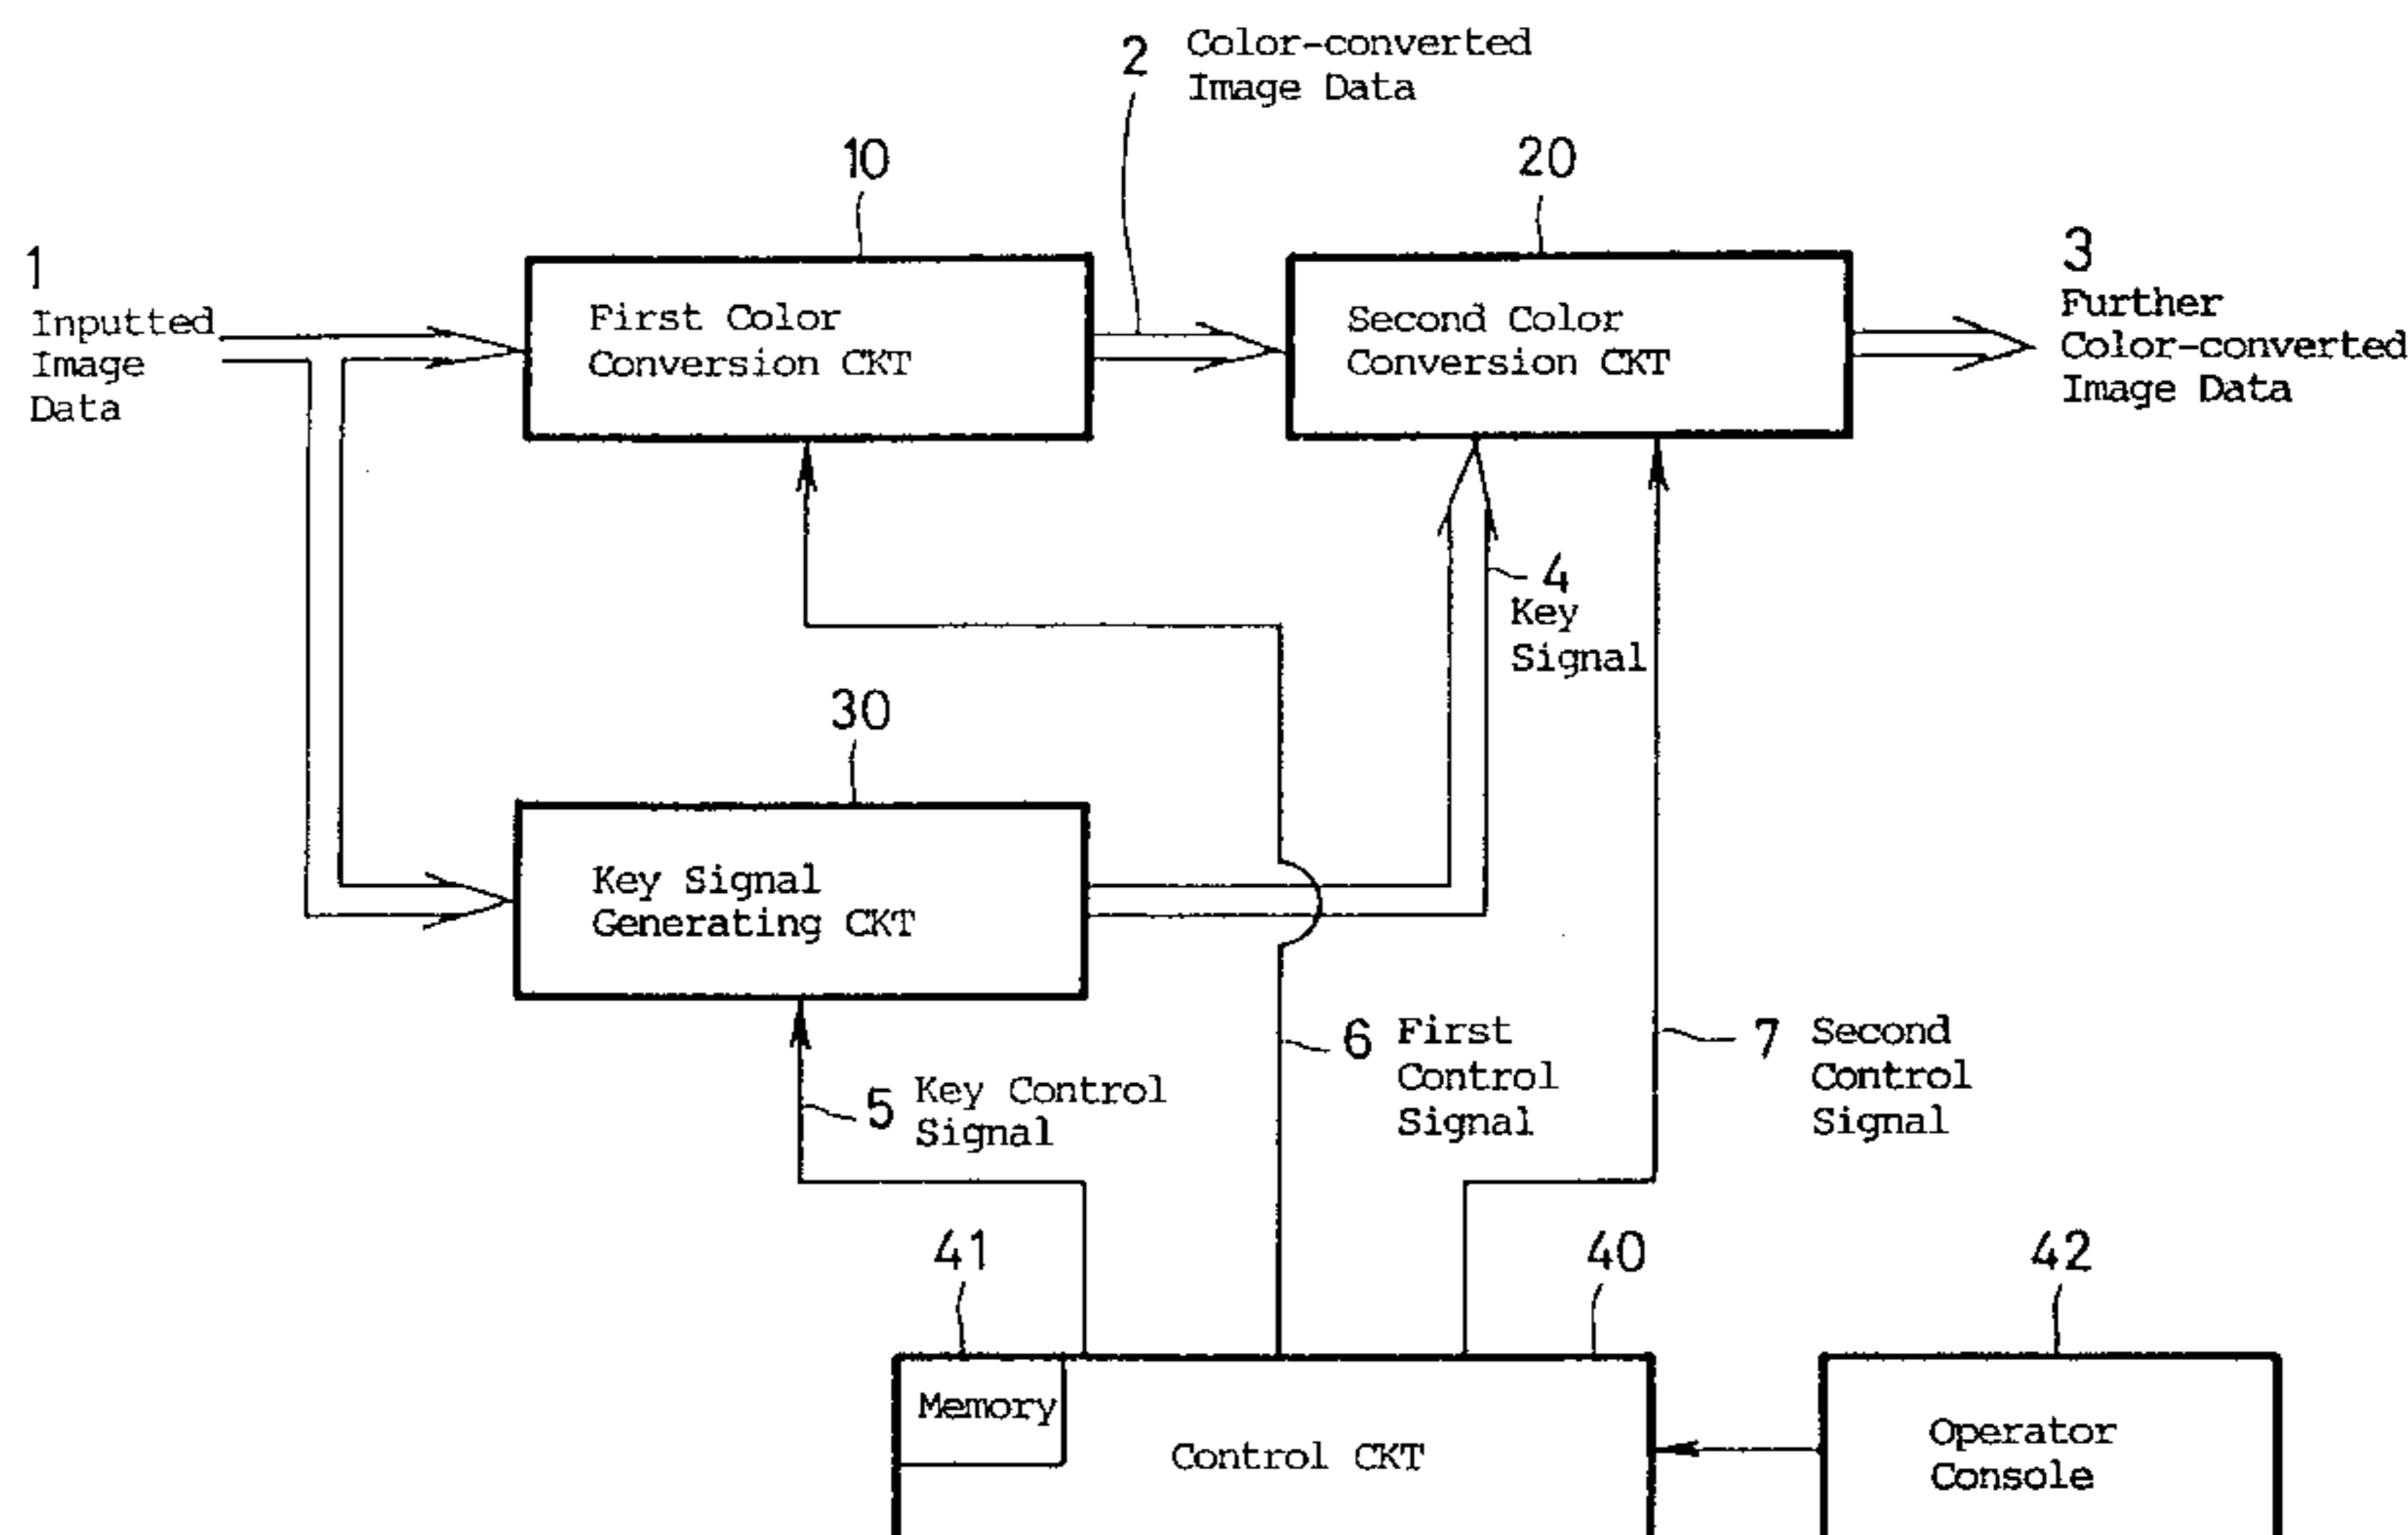 2 Color-converted
Image Data
10
20
1
Inputted
Image
Data
First Color
Conversion CKT
Second Color
Conversion CKT
3
Further
Color-converted
Image Data
4
Key
Signal
30
Key Signal
Generating CKT
5 Key Control
Signal
6 First
Control
Signal
7 Second
Control
Signal
41
40
42
Memory
Control CKT
Operator
Console